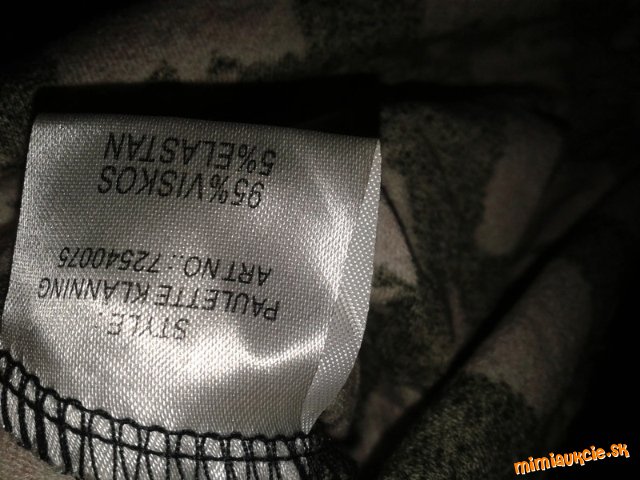 STYLE:
PAULETTE KLANNING
ART NO.: 72540075
95% VISKOS
5% ELASTAN
mimiaukcie.sk